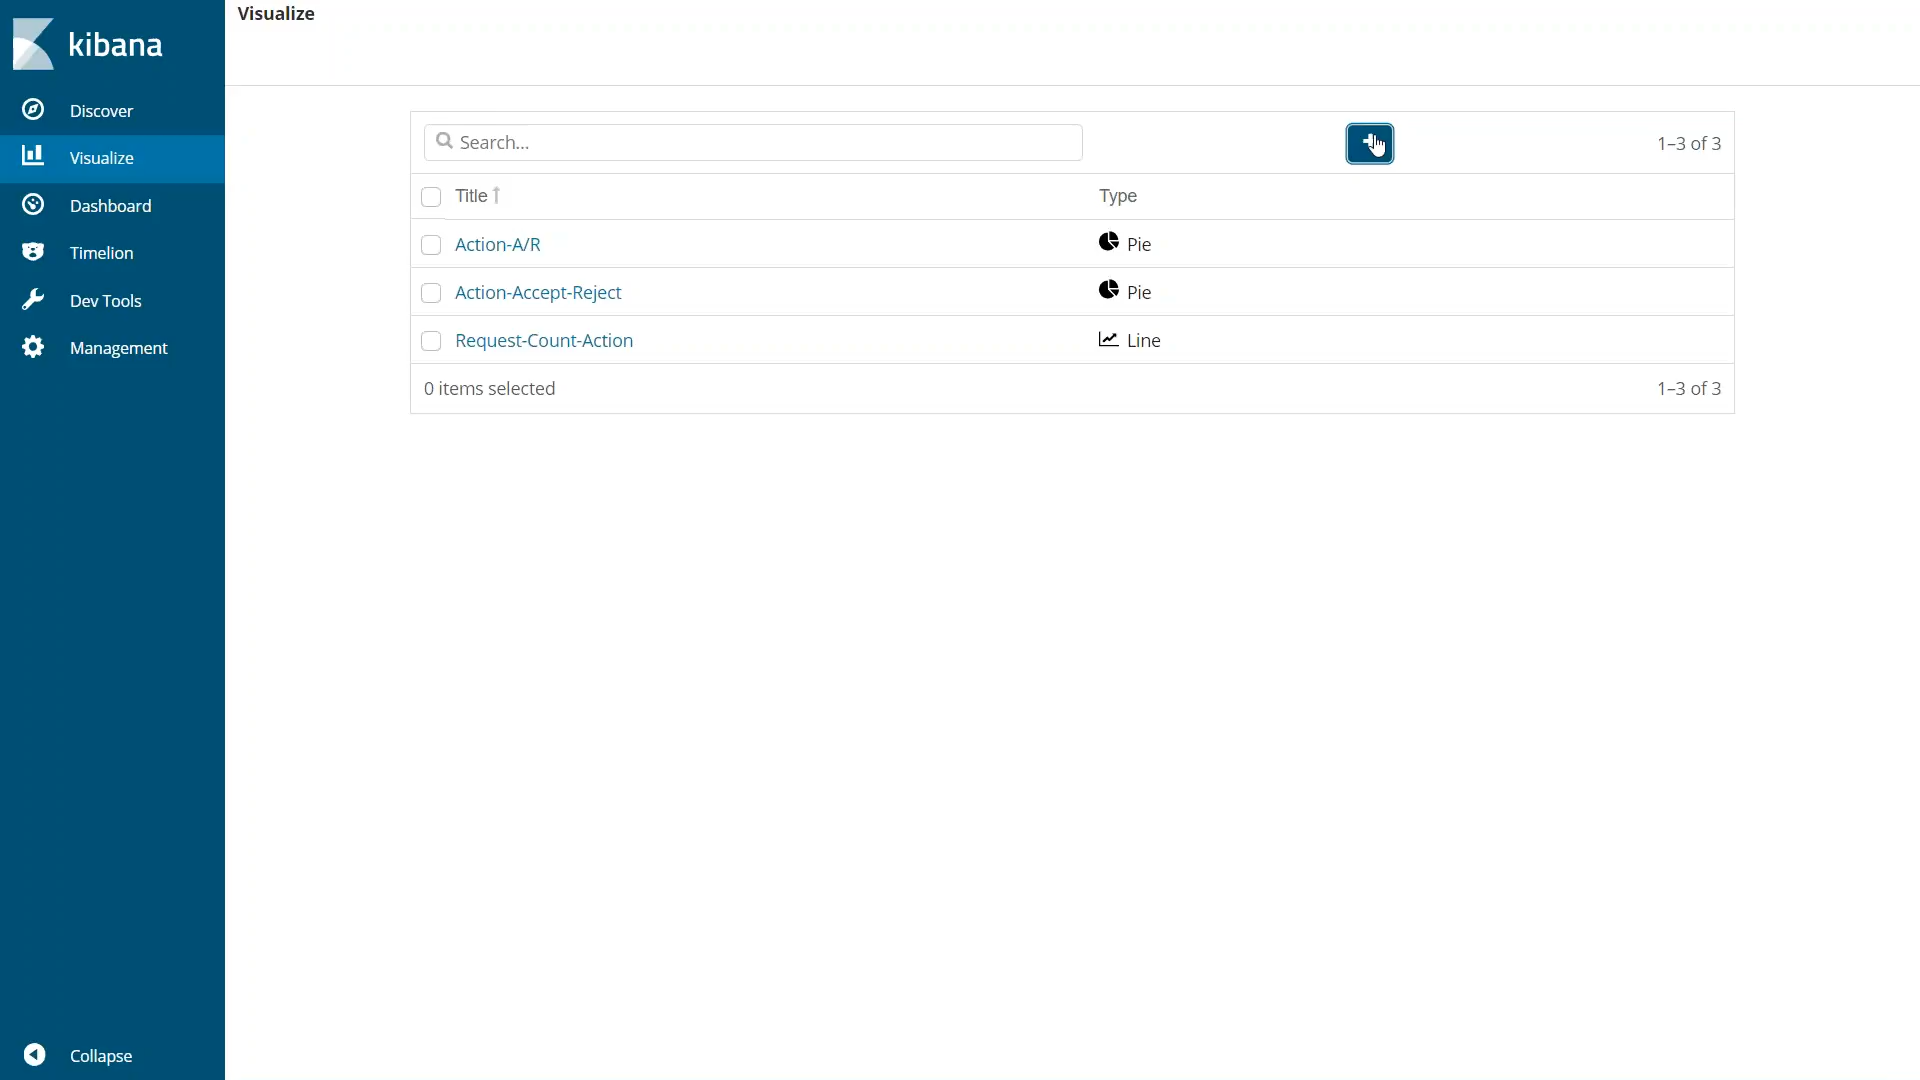 Visualize
kibana
Discover
Visualize
Dashboard
Timelion
Dev Tools
Management
Collapse
Search...
1–3 of 3
Title Type
Action-A/R Pie
Action-Accept-Reject Pie
Request-Count-Action Line
0 items selected 1–3 of 3